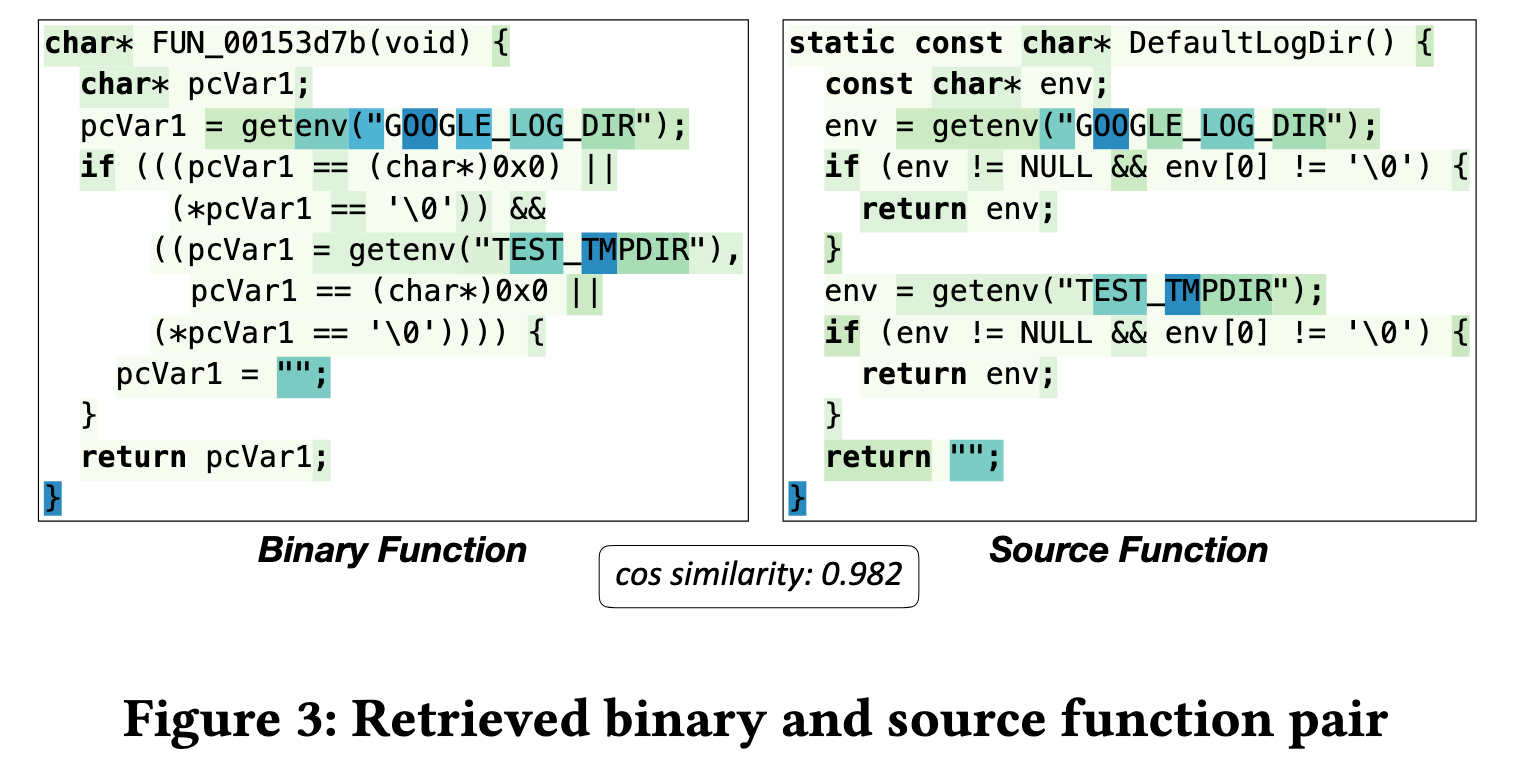 char* FUN_00153d7b(void) {
char* pcVar1;
pcVar1 = getenv("GOOGLE_LOG_DIR");
if (((pcVar1 == (char*)0x0) ||
(*pcVar1 == '\0')) &&
((pcVar1 = getenv("TEST_TMPDIR"),
pcVar1 == (char*)0x0 ||
(*pcVar1 == '\0')))) {
pcVar1 = "";
}
return pcVar1;
}
Binary Function
static const char* DefaultLogDir() {
const char* env;
env = getenv("GOOGLE_LOG_DIR");
if (env != NULL && env[0] != '\0') {
return env;
}
env = getenv("TEST_TMPDIR");
if (env != NULL && env[0] != '\0') {
return env;
}
return "";
}
Source Function
cos similarity: 0.982
Figure 3: Retrieved binary and source function pair